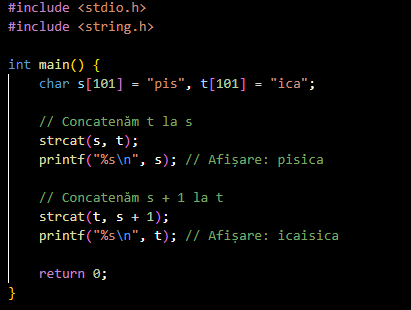 #include <stdio.h>
#include <string.h>
int main() {
char s[101] = "pis", t[101] = "ica";
// Concatenăm t la s
strcat(s, t);
printf("%s\n", s); // Afișare: pisica
// Concatenăm s + 1 la t
strcat(t, s + 1);
printf("%s\n", t); // Afișare: icaisica
return 0;
}